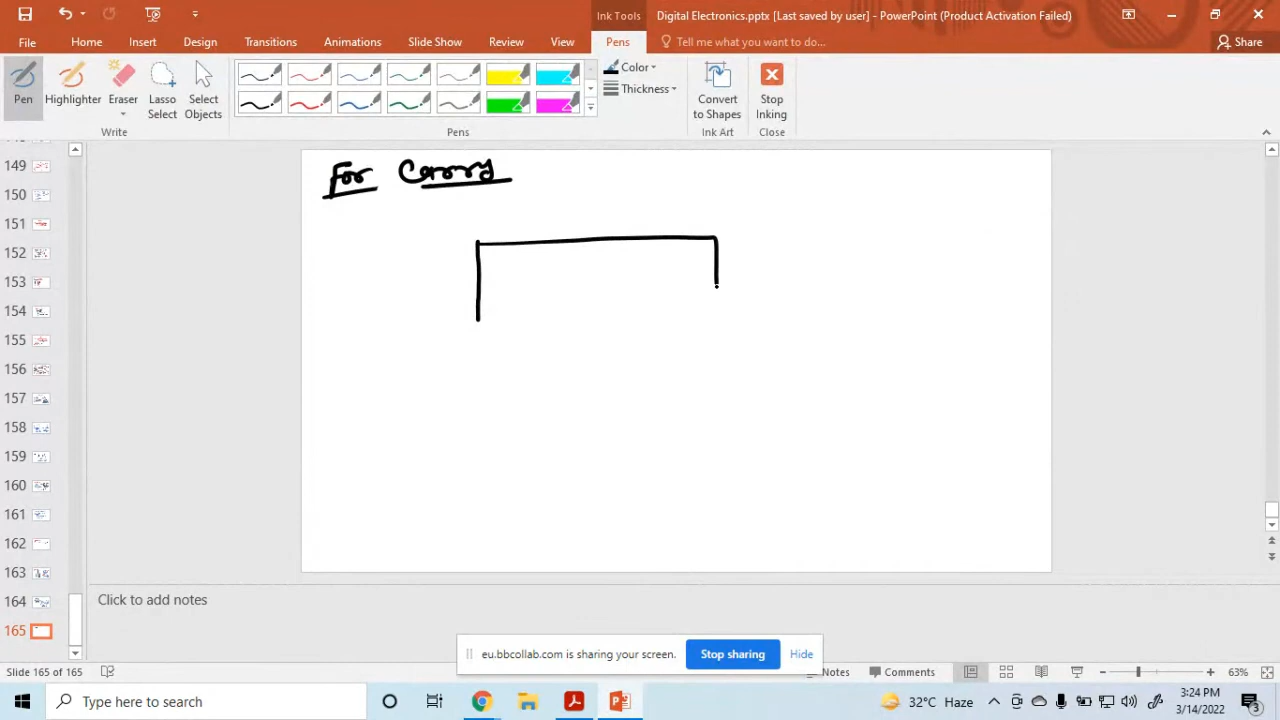 Ink Tools
Digital Electronics.pptx [Last saved by user] - PowerPoint (Product Activation Failed)
File Home Insert Design Transitions Animations Slide Show Review View Pens Tell me what you want to do... Share
Pen Highlighter Eraser Lasso Select Select Objects Color Thickness Convert to Shapes Stop Inking
Write Pens Ink Art Close
For Carry
149
150
151
152
153
154
155
156
157
158
159
160
161
162
163
164
165
Click to add notes
eu.bbcollab.com is sharing your screen. Stop sharing Hide
Slide 165 of 165 Notes Comments 63%
Type here to search 32°C Haze 3:24 PM
3/14/2022 3